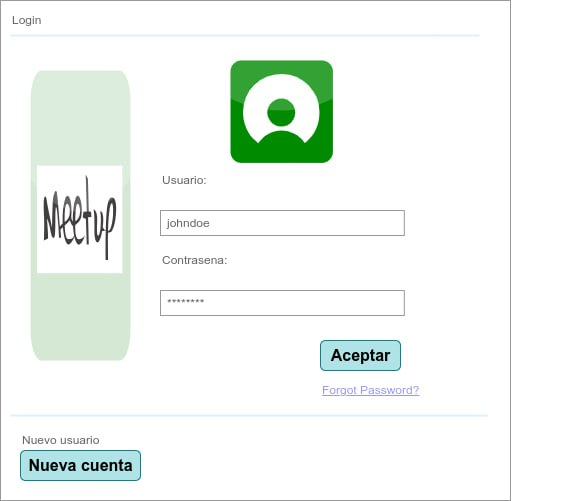 Login
meetup
Usuario:
johndoe
Contrasena:
********
Aceptar
Forgot Password?
Nuevo usuario
Nueva cuenta